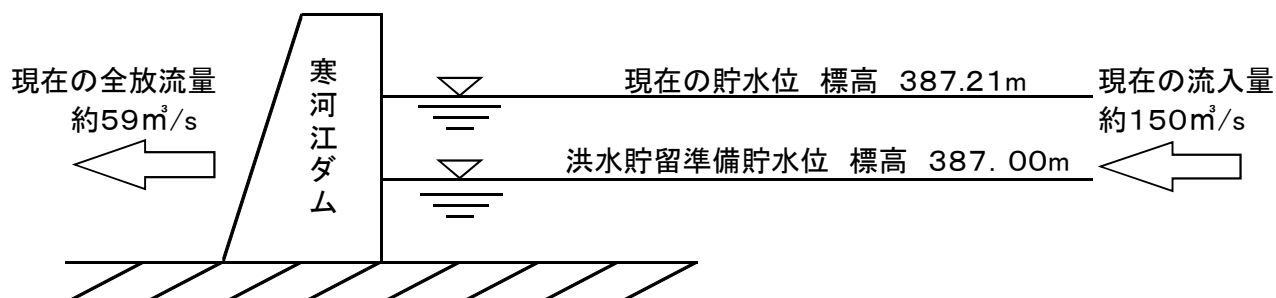 現在の全放流量
約59㎥/s
寒河江ダム
現在の貯水位 標高 387.21m
洪水貯留準備貯水位 標高 387.00m
現在の流入量
約150㎥/s